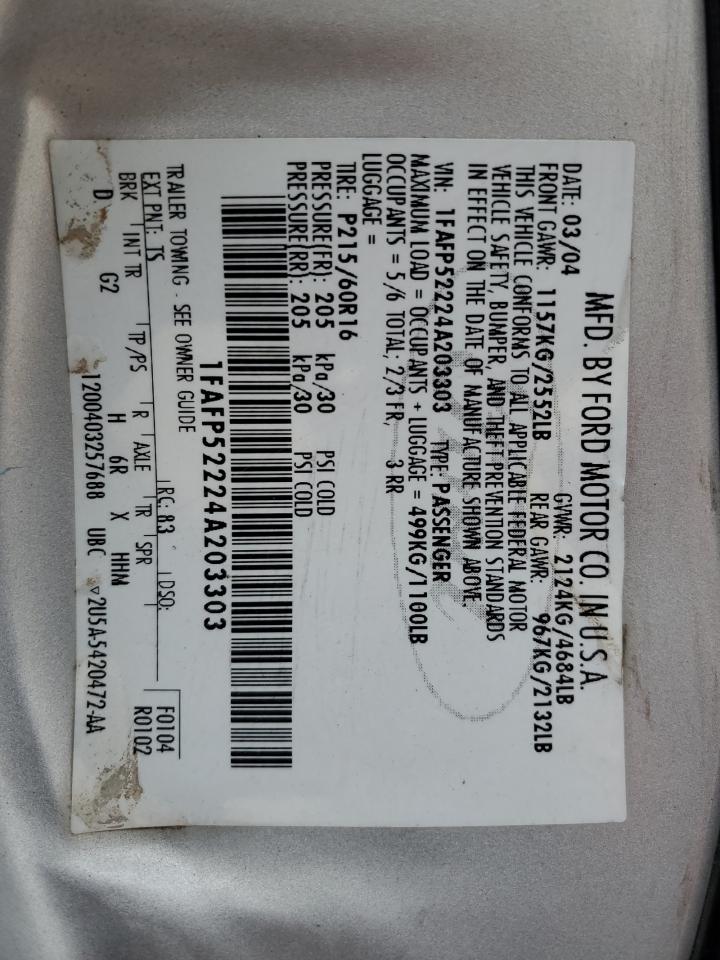 MFD. BY FORD MOTOR CO. IN U.S.A.
DATE: 03/04 GVWR: 2124KG/4684LB
FRONT GAWR: 1157KG/2552LB REAR GAWR: 967KG/2132LB
THIS VEHICLE CONFORMS TO ALL APPLICABLE FEDERAL MOTOR
VEHICLE SAFETY, BUMPER, AND THEFT PREVENTION STANDARDS
IN EFFECT ON THE DATE OF MANUFACTURE SHOWN ABOVE.
VIN: 1FAFP52224A203303 TYPE: PASSENGER
MAXIMUM LOAD = OCCUPANTS + LUGGAGE = 499KG/1100LB
OCCUPANTS = 5/6 TOTAL; 2/3 FR, 3 RR
LUGGAGE =
TIRE: P215/60R16
PRESSURE(FR): 205 kPa/30 PSI COLD
PRESSURE(RR): 205 kPa/30 PSI COLD
1FAFP52224A203303
TRAILER TOWING - SEE OWNER GUIDE
EXT PNT: TS RC: 83 DSO: F0104
BRK INT TR TP/PS R AXLE TR SPR R0102
D G2 H 6R X HHM
1200403257688 UBC 2U5A-5420472-AA